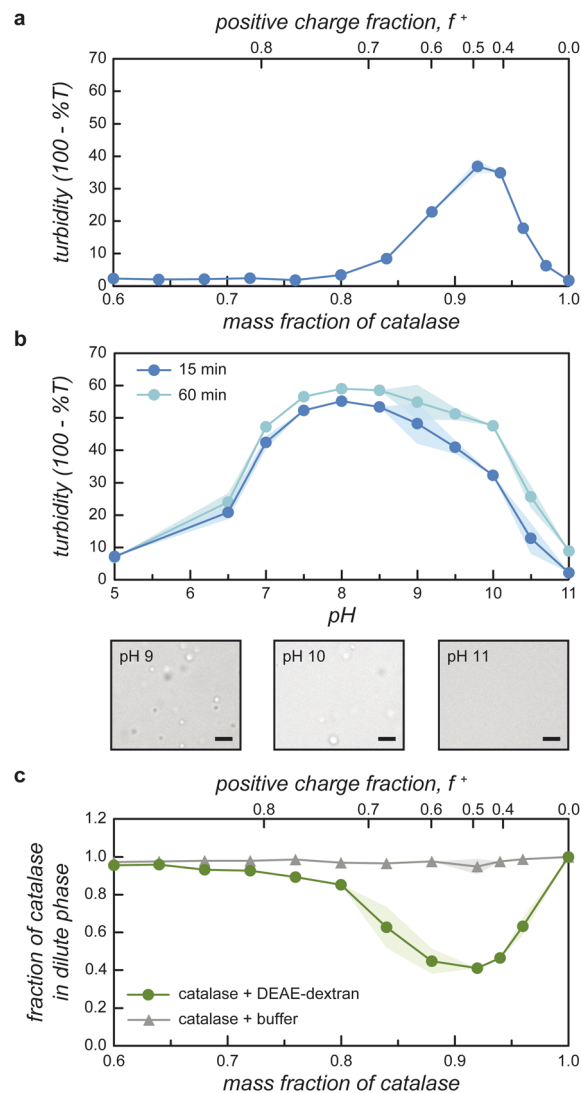 a
positive charge fraction, f +
0.8 0.7 0.6 0.5 0.4 0.0
turbidity (100 - %T)
70
60
50
40
30
20
10
0
0.6 0.7 0.8 0.9 1.0
mass fraction of catalase
b
turbidity (100 - %T)
70
60
50
40
30
20
10
0
15 min
60 min
5 6 7 8 9 10 11
pH
pH 9 pH 10 pH 11
c
positive charge fraction, f +
0.8 0.7 0.6 0.5 0.4 0.0
fraction of catalase
in dilute phase
1.2
1.0
0.8
0.6
0.4
0.2
0.0
catalase + DEAE-dextran
catalase + buffer
0.6 0.7 0.8 0.9 1.0
mass fraction of catalase